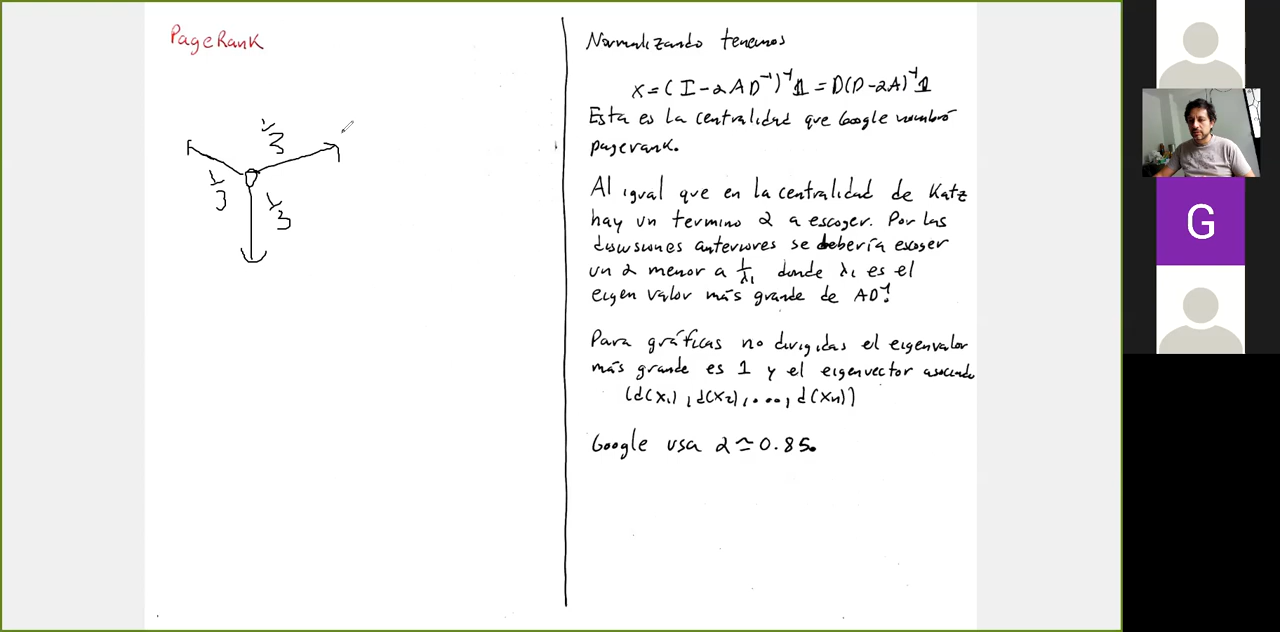 PageRank
1/3
1/3
1/3
Normalizando tenemos
x = ( I - α A D⁻¹)⁻¹ 𝟙 = D(D - αA)⁻¹ 𝟙
Esta es la centralidad que Google nombró
pagerank.
Al igual que en la centralidad de Katz
hay un termino α a escoger. Por las
discusiones anteriores se debería escoger
un α menor a 1/λ₁ donde λ₁ es el
eigen valor más grande de AD⁻¹.
Para gráficas no dirigidas el eigenvalor
más grande es 1 y el eigenvector asociado
(d(x₁), d(x₂), ..., d(xn))
Google usa α ≃ 0.85.
G